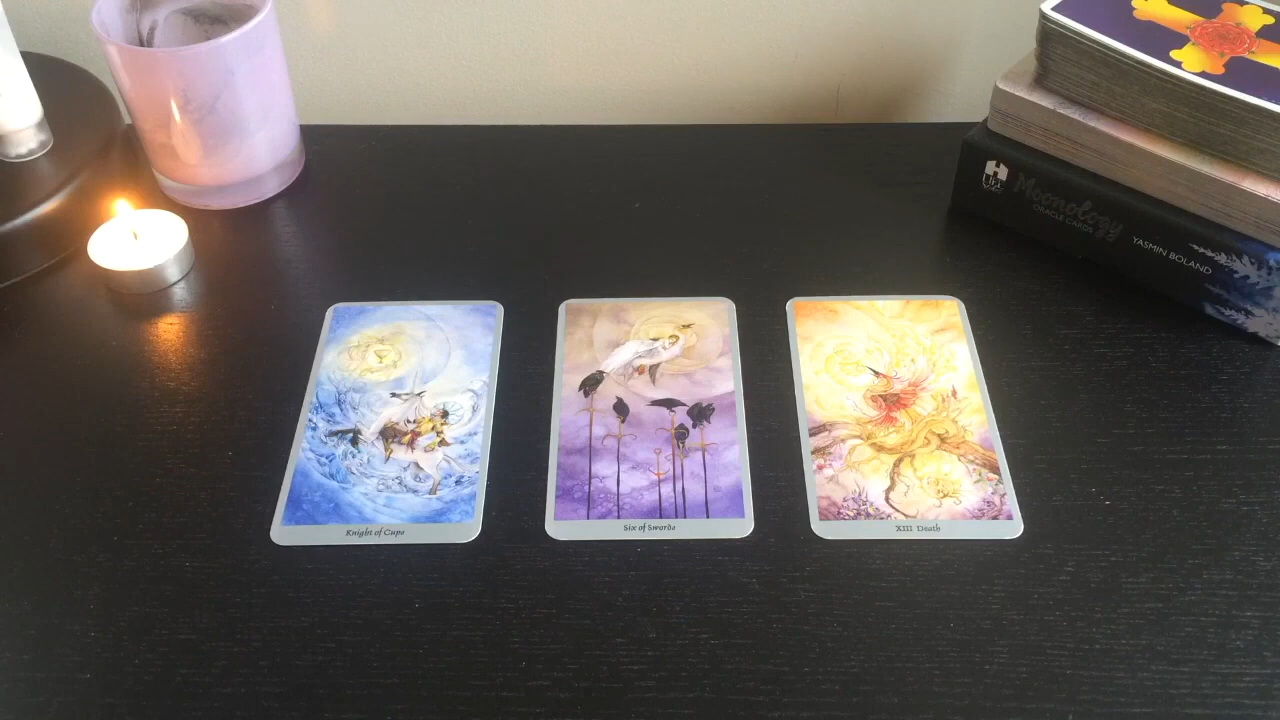 Moonology
ORACLE CARDS
YASMIN BOLAND
Knight of Cups
Six of Swords
XIII Death